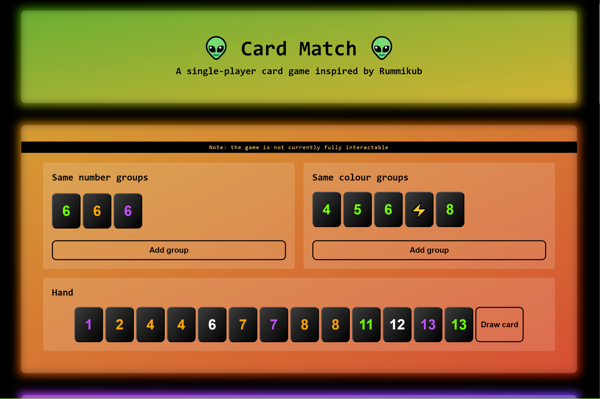 👽 Card Match 👽
A single-player card game inspired by Rummikub
Note: the game is not currently fully interactable
Same number groups
6 6 6
Add group
Same colour groups
4 5 6 ⚡ 8
Add group
Hand
1 2 4 4 6 7 7 8 8 11 12 13 13 Draw card